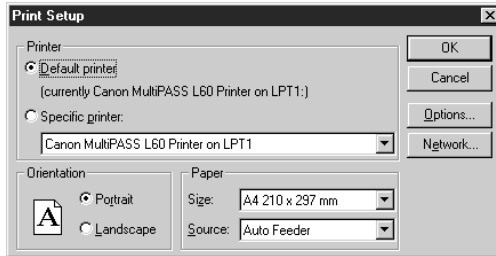 Print Setup
Printer
Default printer
(currently Canon MultiPASS L60 Printer on LPT1:)
Specific printer:
Canon MultiPASS L60 Printer on LPT1
OK
Cancel
Options...
Network...
Orientation
A
Portrait
Landscape
Paper
Size: A4 210 x 297 mm
Source: Auto Feeder